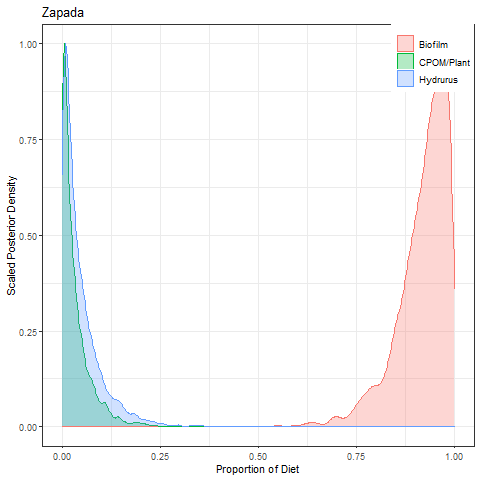 Zapada
Biofilm
CPOM/Plant
Hydrurus
1.00
0.75
0.50
0.25
0.00
Scaled Posterior Density
0.00 0.25 0.50 0.75 1.00
Proportion of Diet